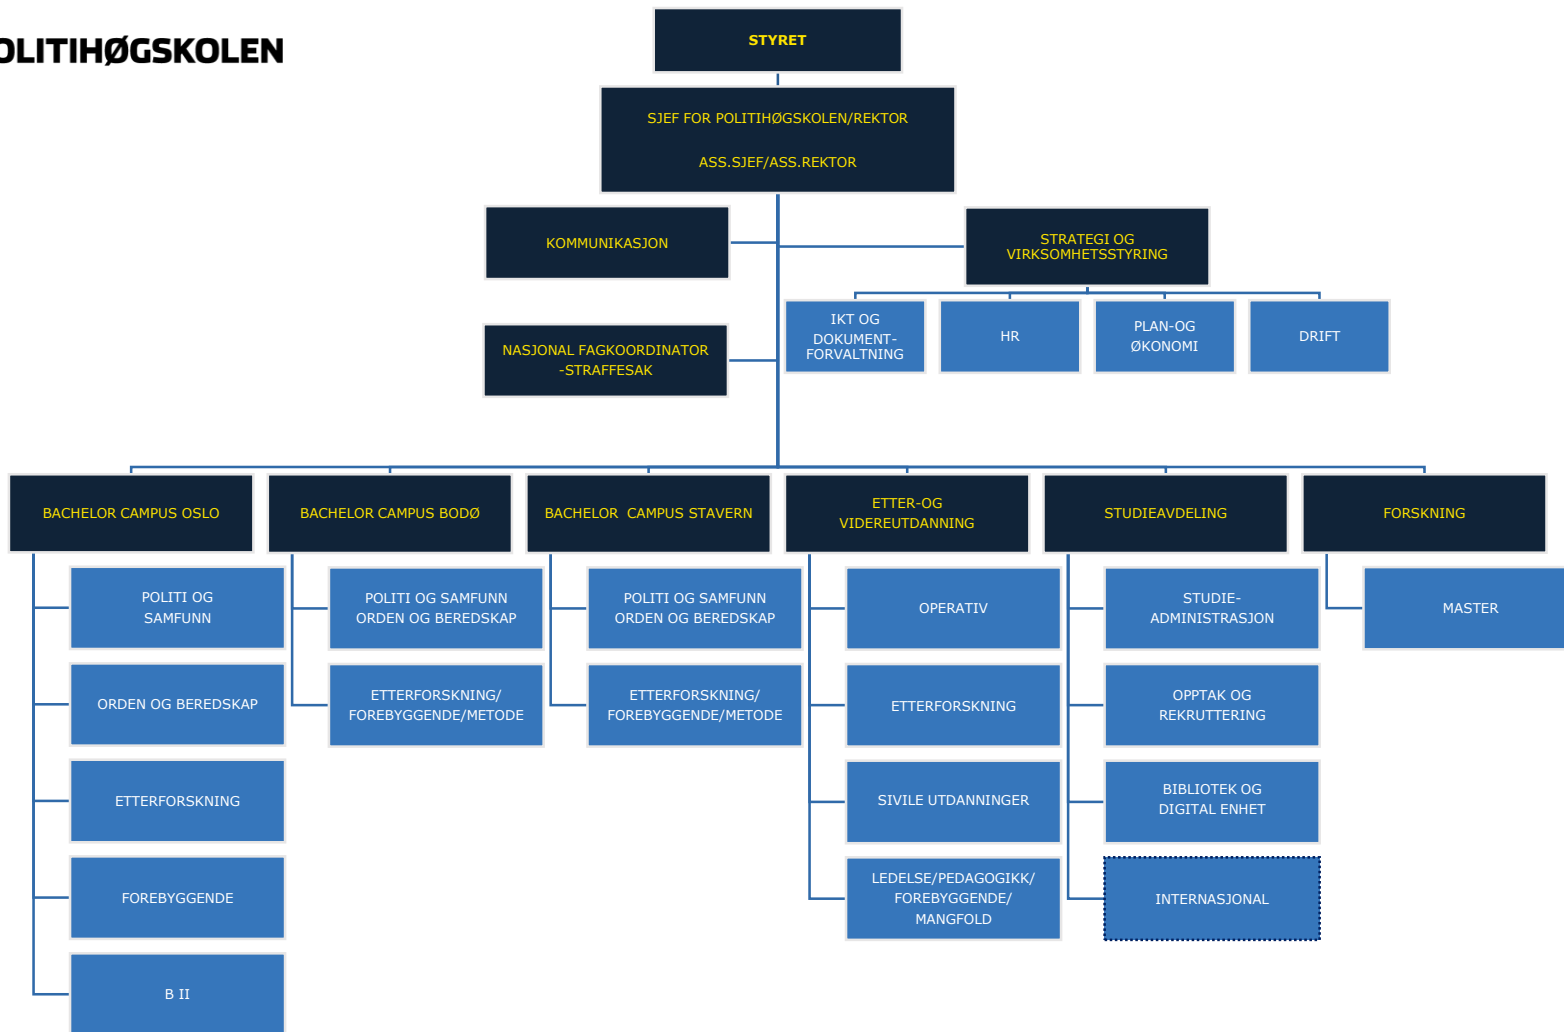 OLITIHØGSKOLEN
STYRET
SJEF FOR POLITIHØGSKOLEN/REKTOR
ASS.SJEF/ASS.REKTOR
KOMMUNIKASJON
STRATEGI OG
VIRKSOMHETSSTYRING
IKT OG
DOKUMENT-
FORVALTNING
HR
PLAN-OG
ØKONOMI
DRIFT
NASJONAL FAGKOORDINATOR
-STRAFFESAK
BACHELOR CAMPUS OSLO
POLITI OG
SAMFUNN
ORDEN OG BEREDSKAP
ETTERFORSKNING
FOREBYGGENDE
B II
BACHELOR CAMPUS BODØ
POLITI OG SAMFUNN
ORDEN OG BEREDSKAP
ETTERFORSKNING/
FOREBYGGENDE/METODE
BACHELOR  CAMPUS STAVERN
POLITI OG SAMFUNN
ORDEN OG BEREDSKAP
ETTERFORSKNING/
FOREBYGGENDE/METODE
ETTER-OG
VIDEREUTDANNING
OPERATIV
ETTERFORSKNING
SIVILE UTDANNINGER
LEDELSE/PEDAGOGIKK/
FOREBYGGENDE/
MANGFOLD
STUDIEAVDELING
STUDIE-
ADMINISTRASJON
OPPTAK OG
REKRUTTERING
BIBLIOTEK OG
DIGITAL ENHET
INTERNASJONAL
FORSKNING
MASTER